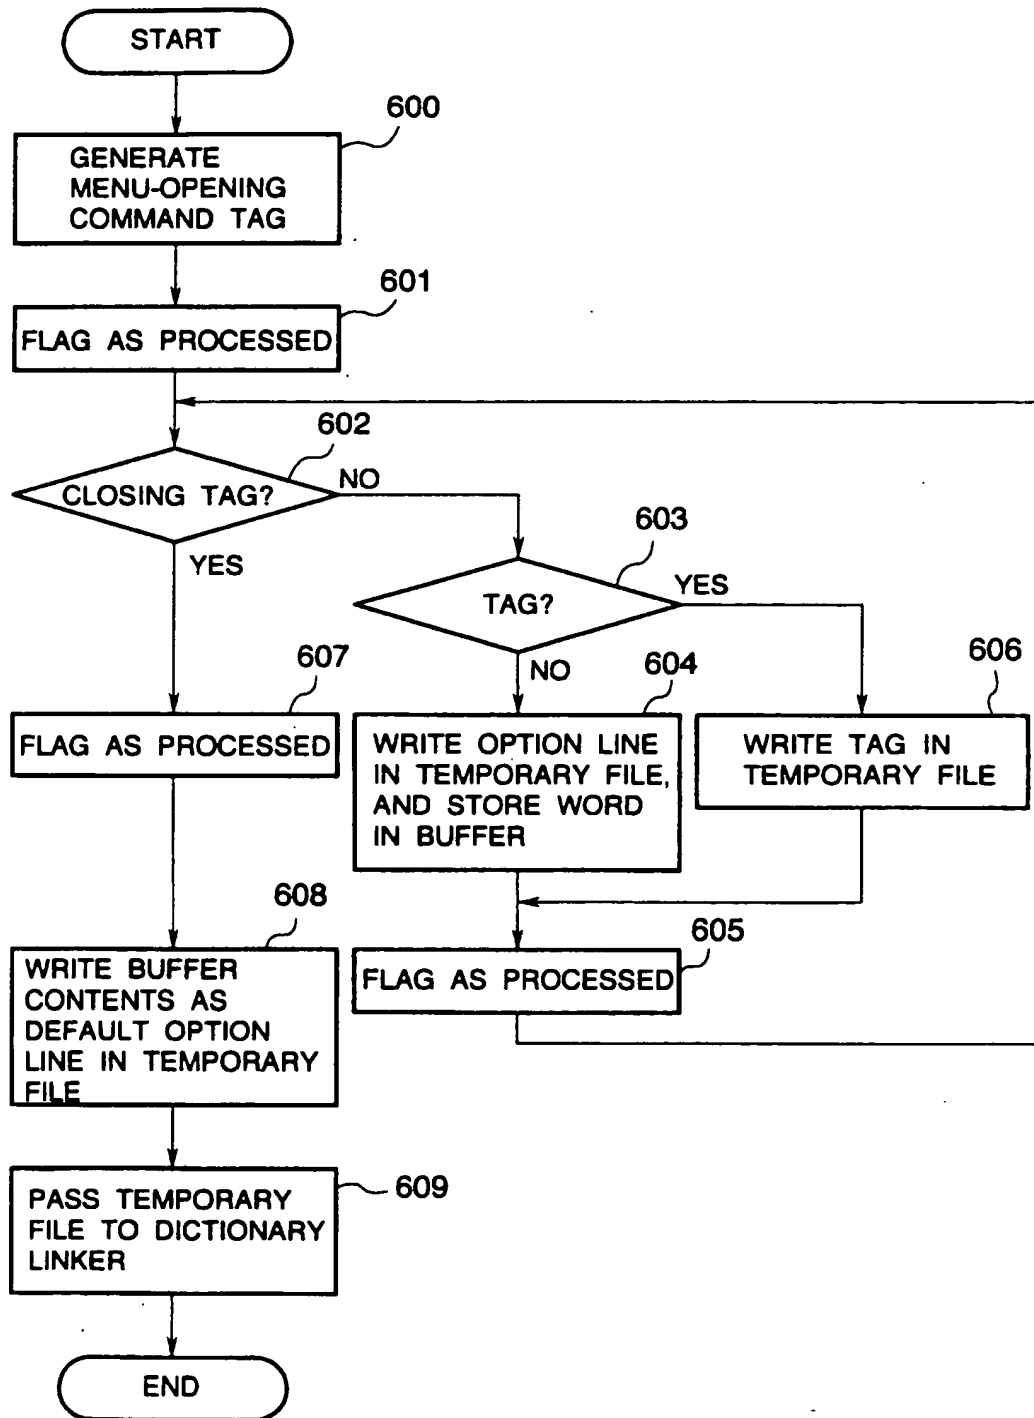 START
600
GENERATE
MENU-OPENING
COMMAND TAG
601
FLAG AS PROCESSED
602
CLOSING TAG?
NO
YES
603
TAG?
YES
NO
607
FLAG AS PROCESSED
604
WRITE OPTION LINE
IN TEMPORARY FILE,
AND STORE WORD
IN BUFFER
606
WRITE TAG IN
TEMPORARY FILE
608
WRITE BUFFER
CONTENTS AS
DEFAULT OPTION
LINE IN TEMPORARY
FILE
605
FLAG AS PROCESSED
609
PASS TEMPORARY
FILE TO DICTIONARY
LINKER
END